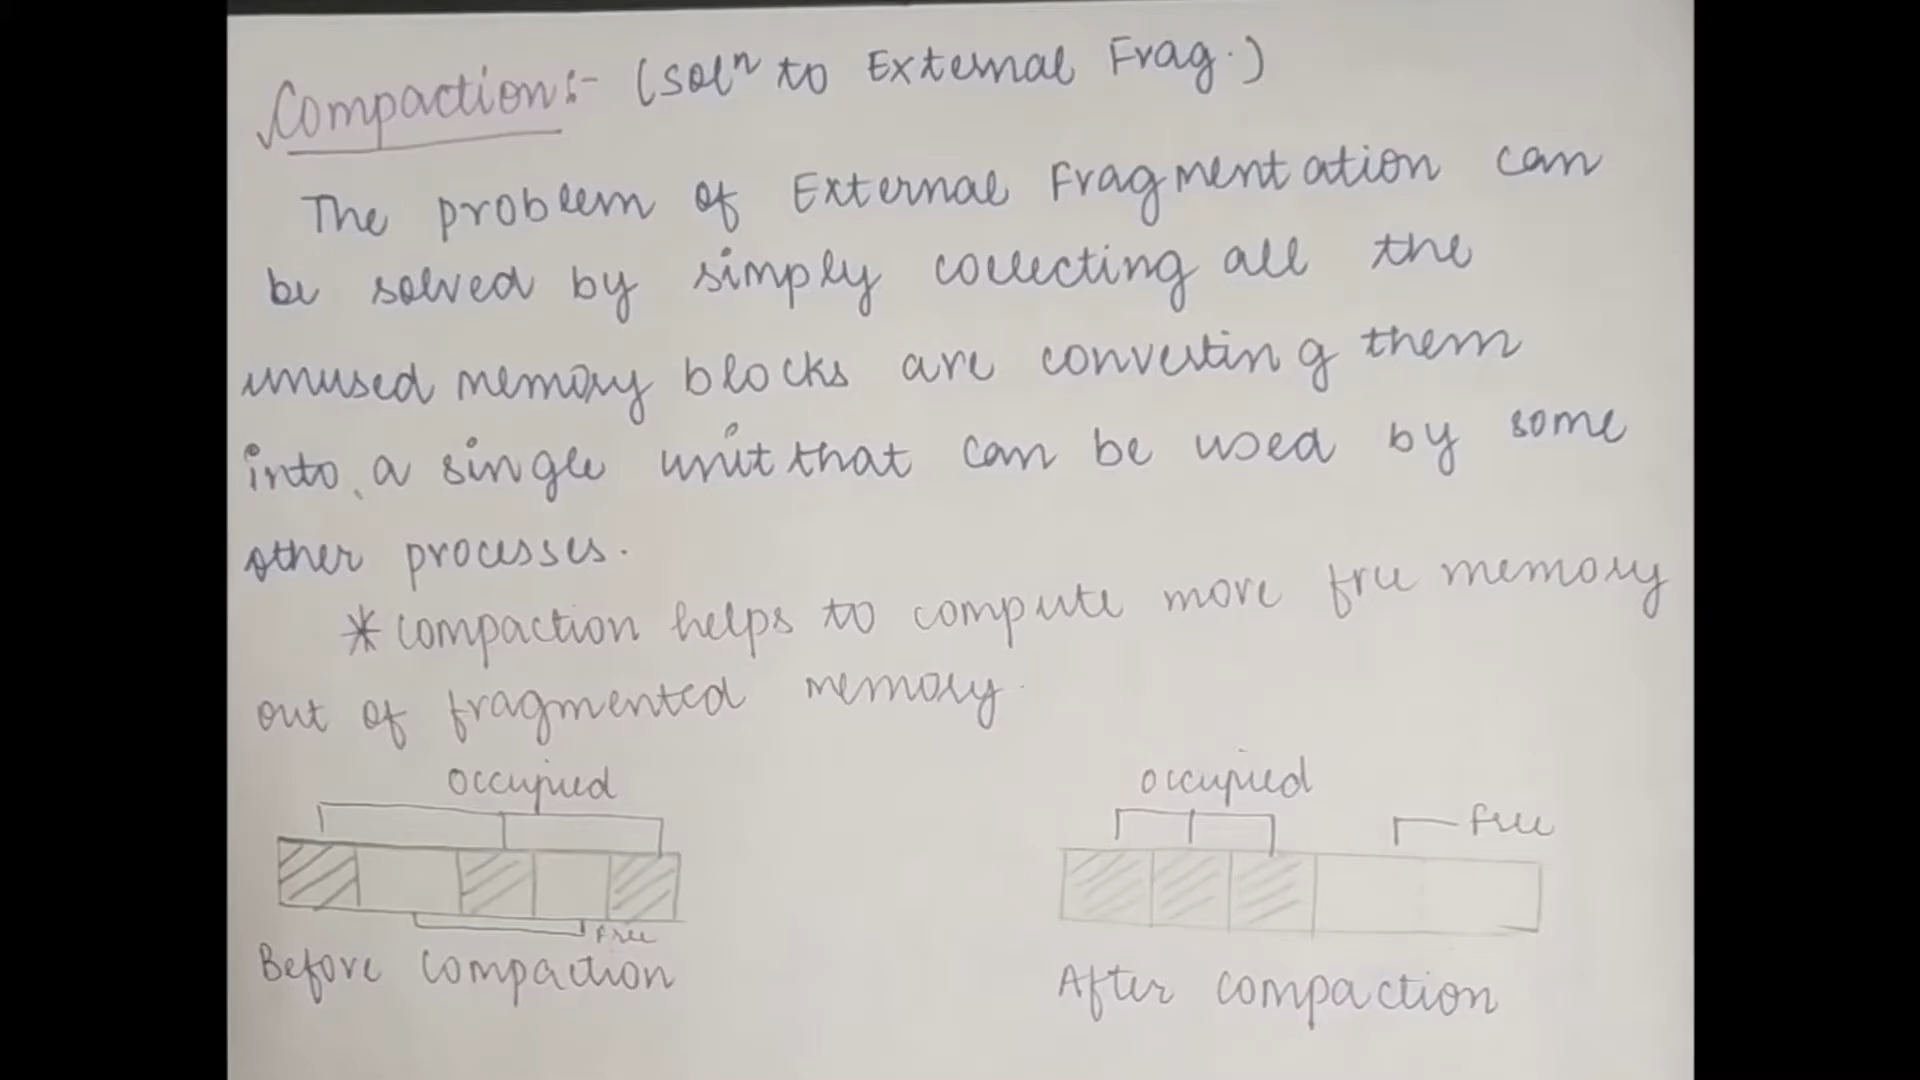 Compaction:- (solⁿ to External Frag.)
The problem of External Fragmentation can
be solved by simply collecting all the
unused memory blocks are converting them
into a single unit that can be used by some
other processes.
* compaction helps to compute more free memory
out of fragmented memory.
occupied
free
Before compaction
occupied
free
After compaction